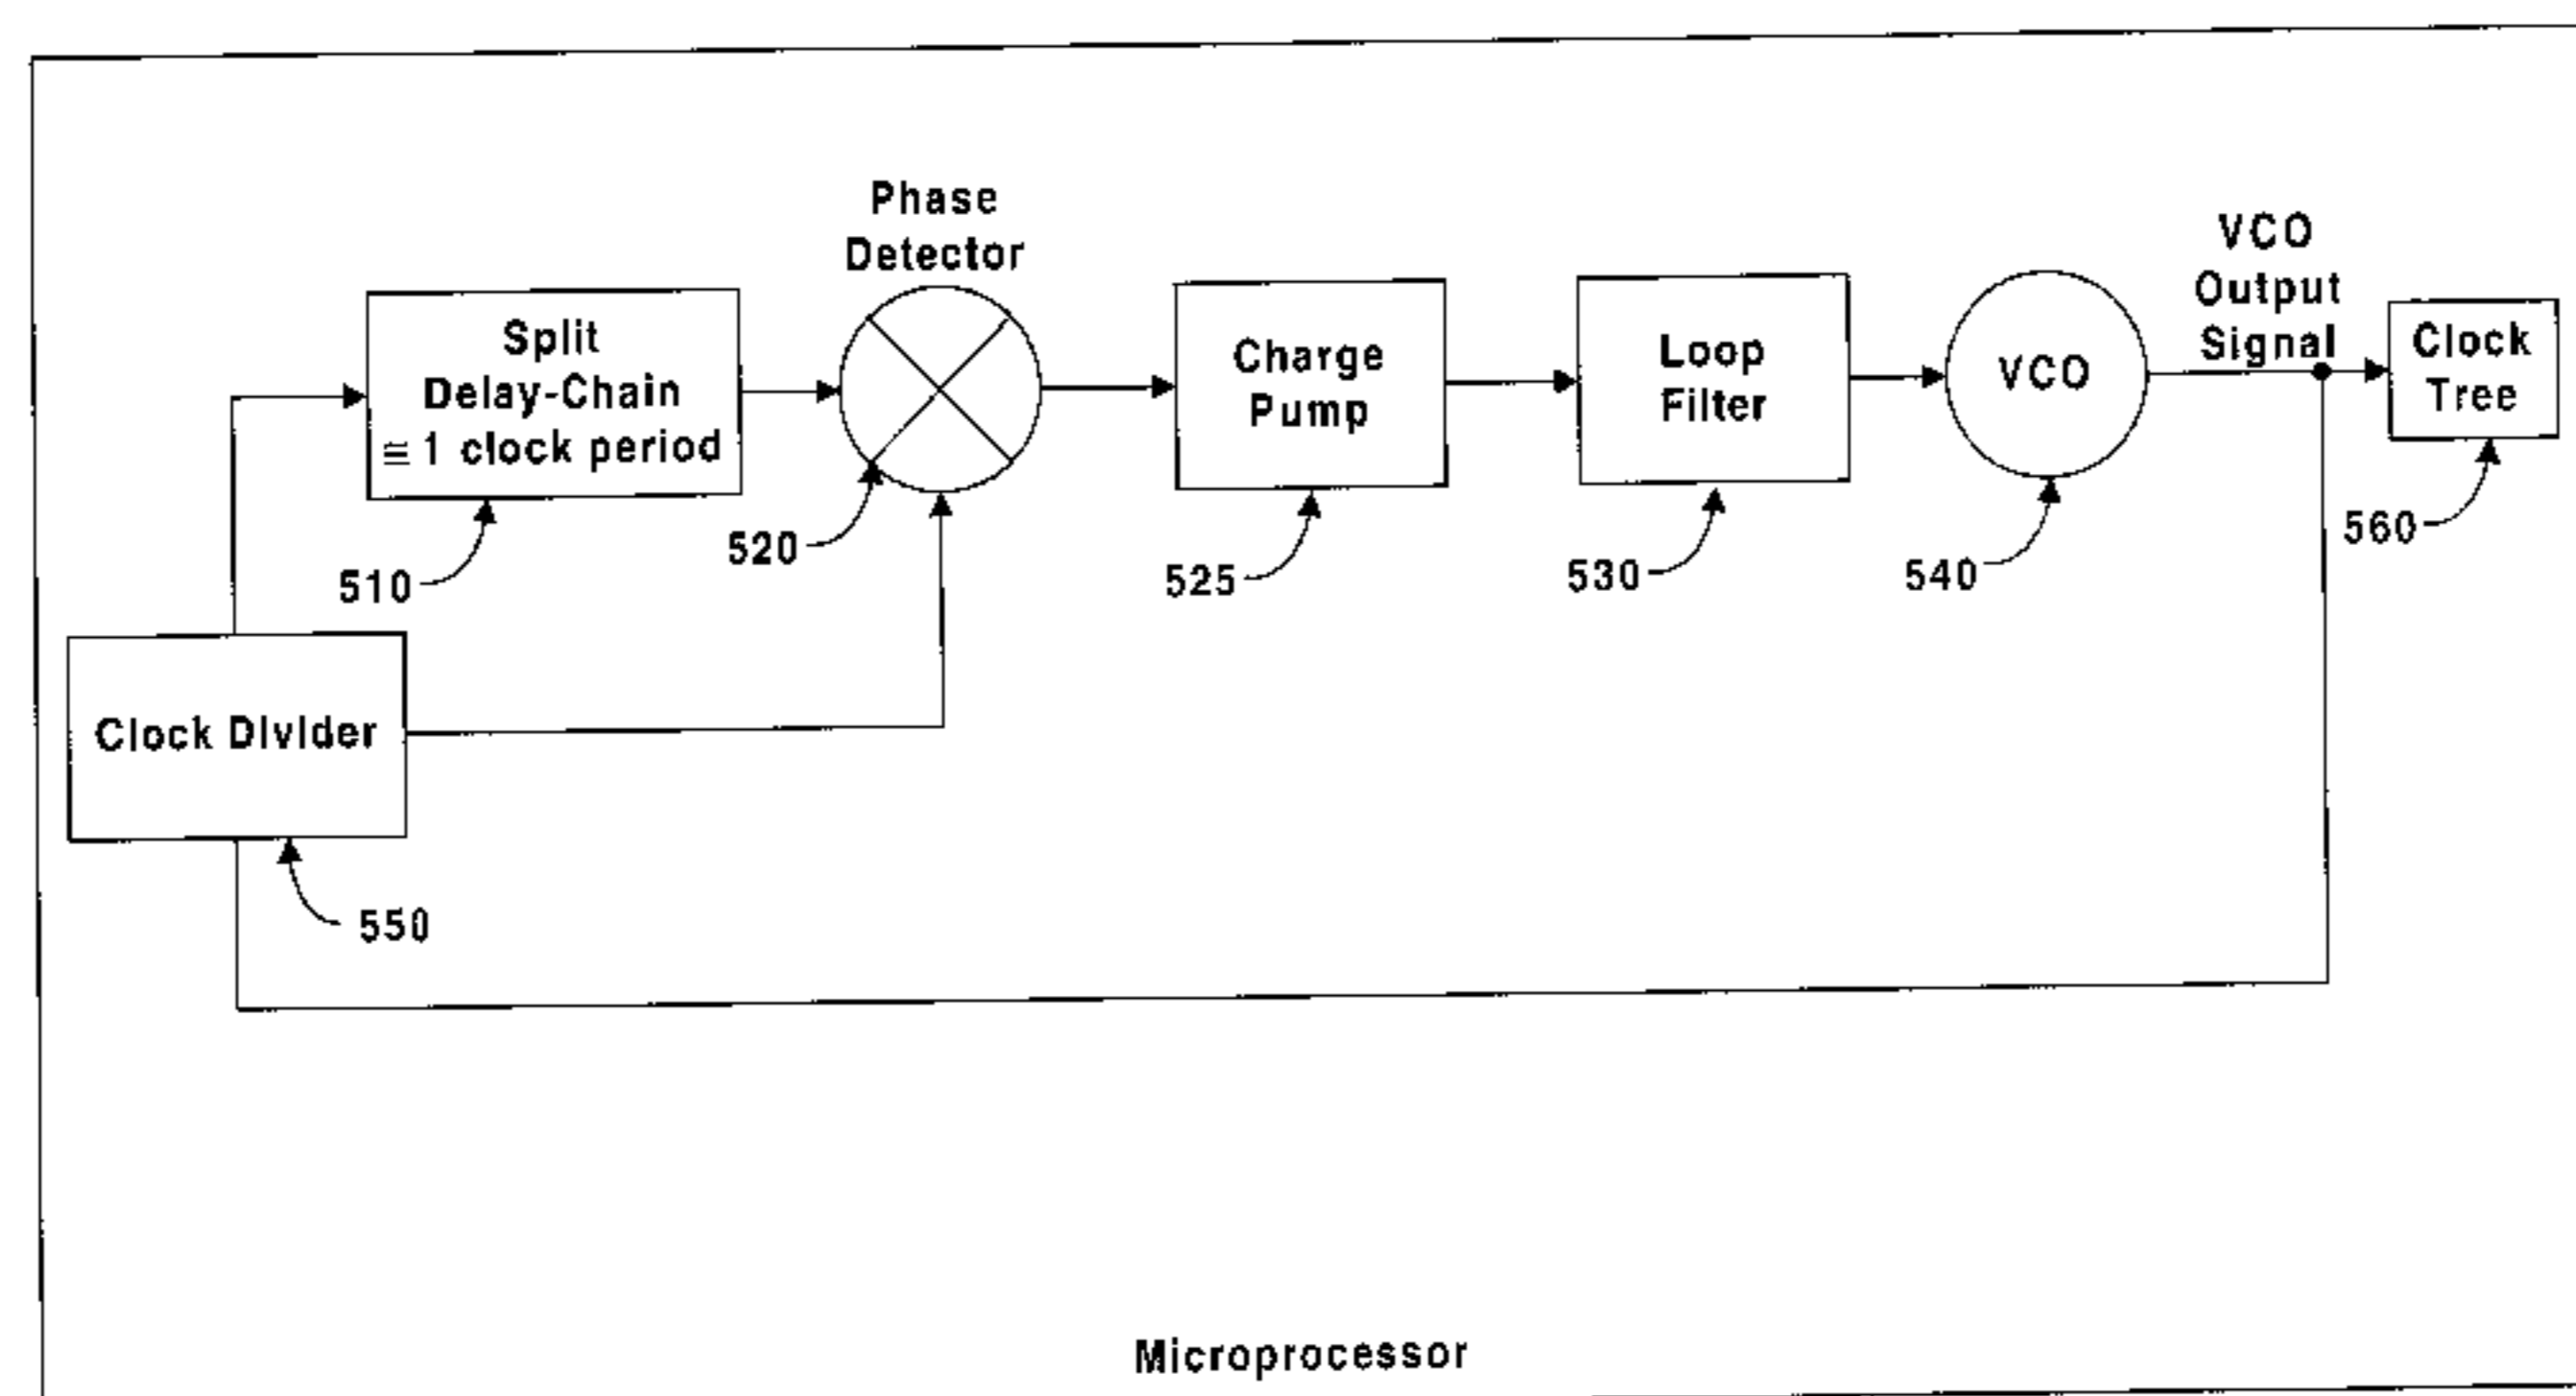 Phase
Detector
VCO
Output
Signal
Split
Delay-Chain
≅ 1 clock period
Charge
Pump
Loop
Filter
VCO
Clock
Tree
510
520
525
530
540
560
Clock Divider
550
Microprocessor